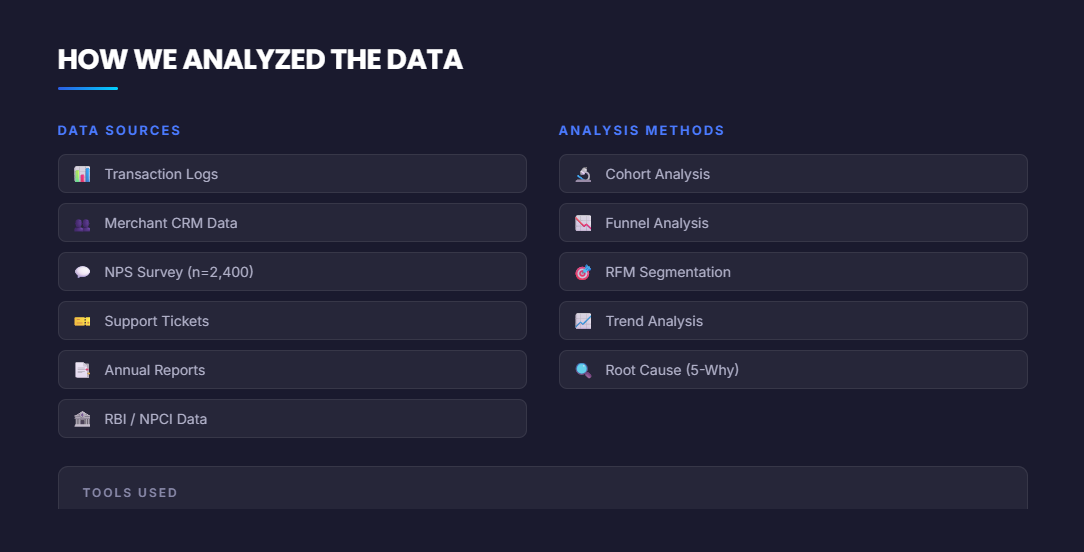 HOW WE ANALYZED THE DATA
DATA SOURCES
Transaction Logs
Merchant CRM Data
NPS Survey (n=2,400)
Support Tickets
Annual Reports
RBI / NPCI Data
ANALYSIS METHODS
Cohort Analysis
Funnel Analysis
RFM Segmentation
Trend Analysis
Root Cause (5-Why)
TOOLS USED